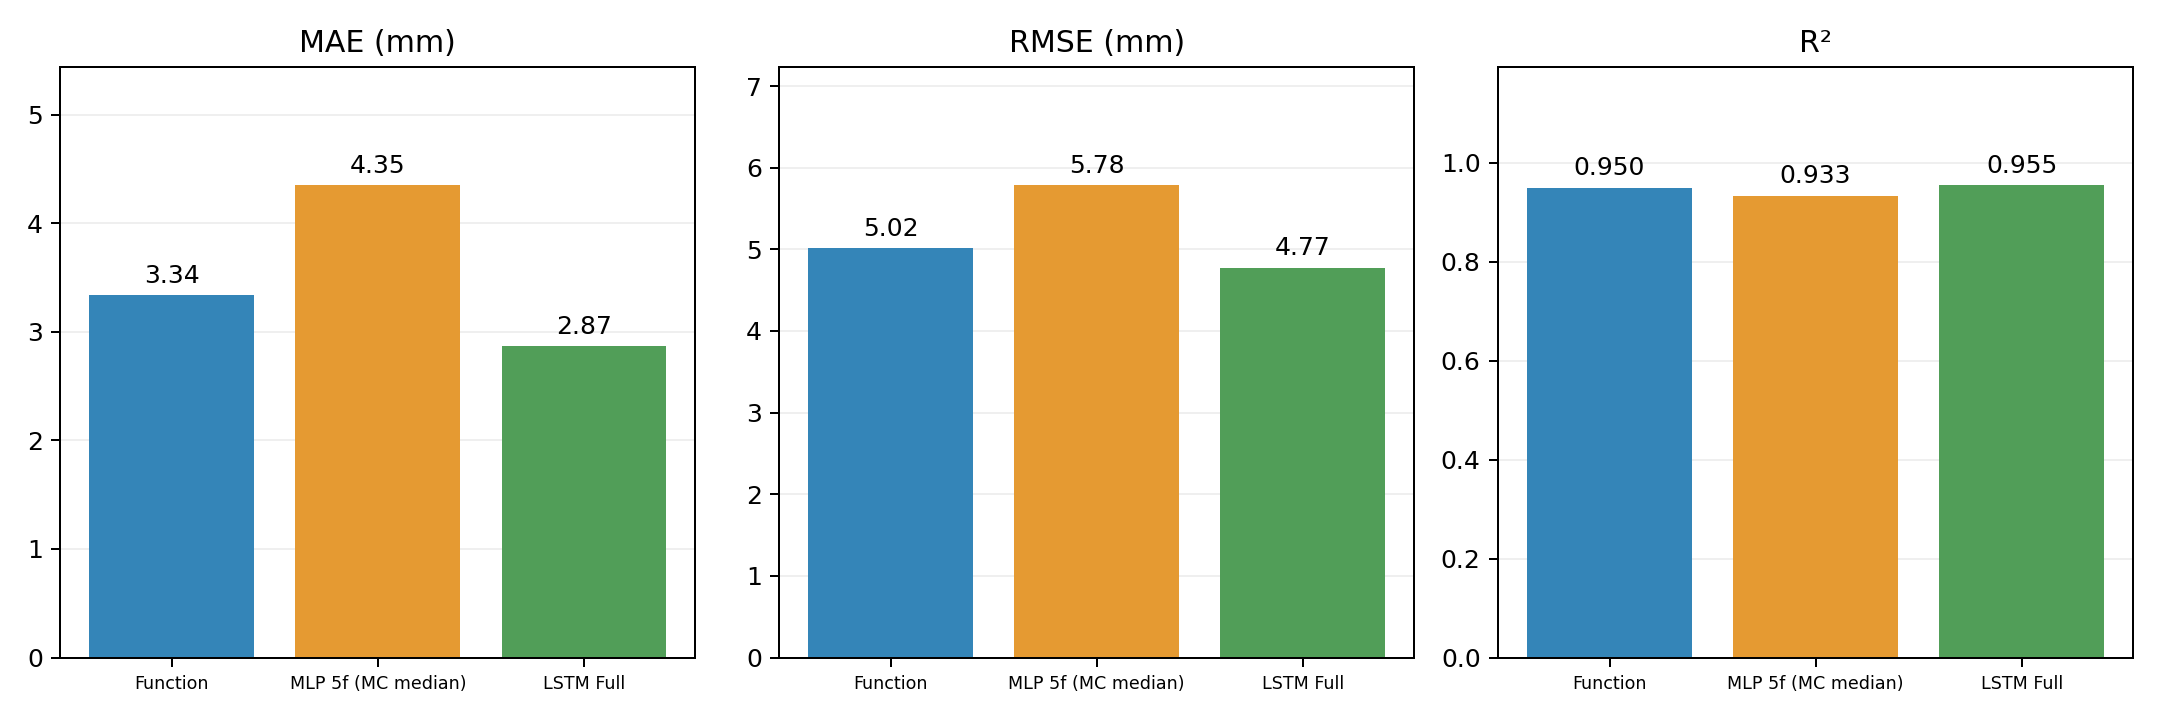 MAE (mm)
5
4
3
2
1
0
3.34
4.35
2.87
Function
MLP 5f (MC median)
LSTM Full
RMSE (mm)
7
6
5
4
3
2
1
0
5.02
5.78
4.77
Function
MLP 5f (MC median)
LSTM Full
R²
1.0
0.8
0.6
0.4
0.2
0.0
0.950
0.933
0.955
Function
MLP 5f (MC median)
LSTM Full